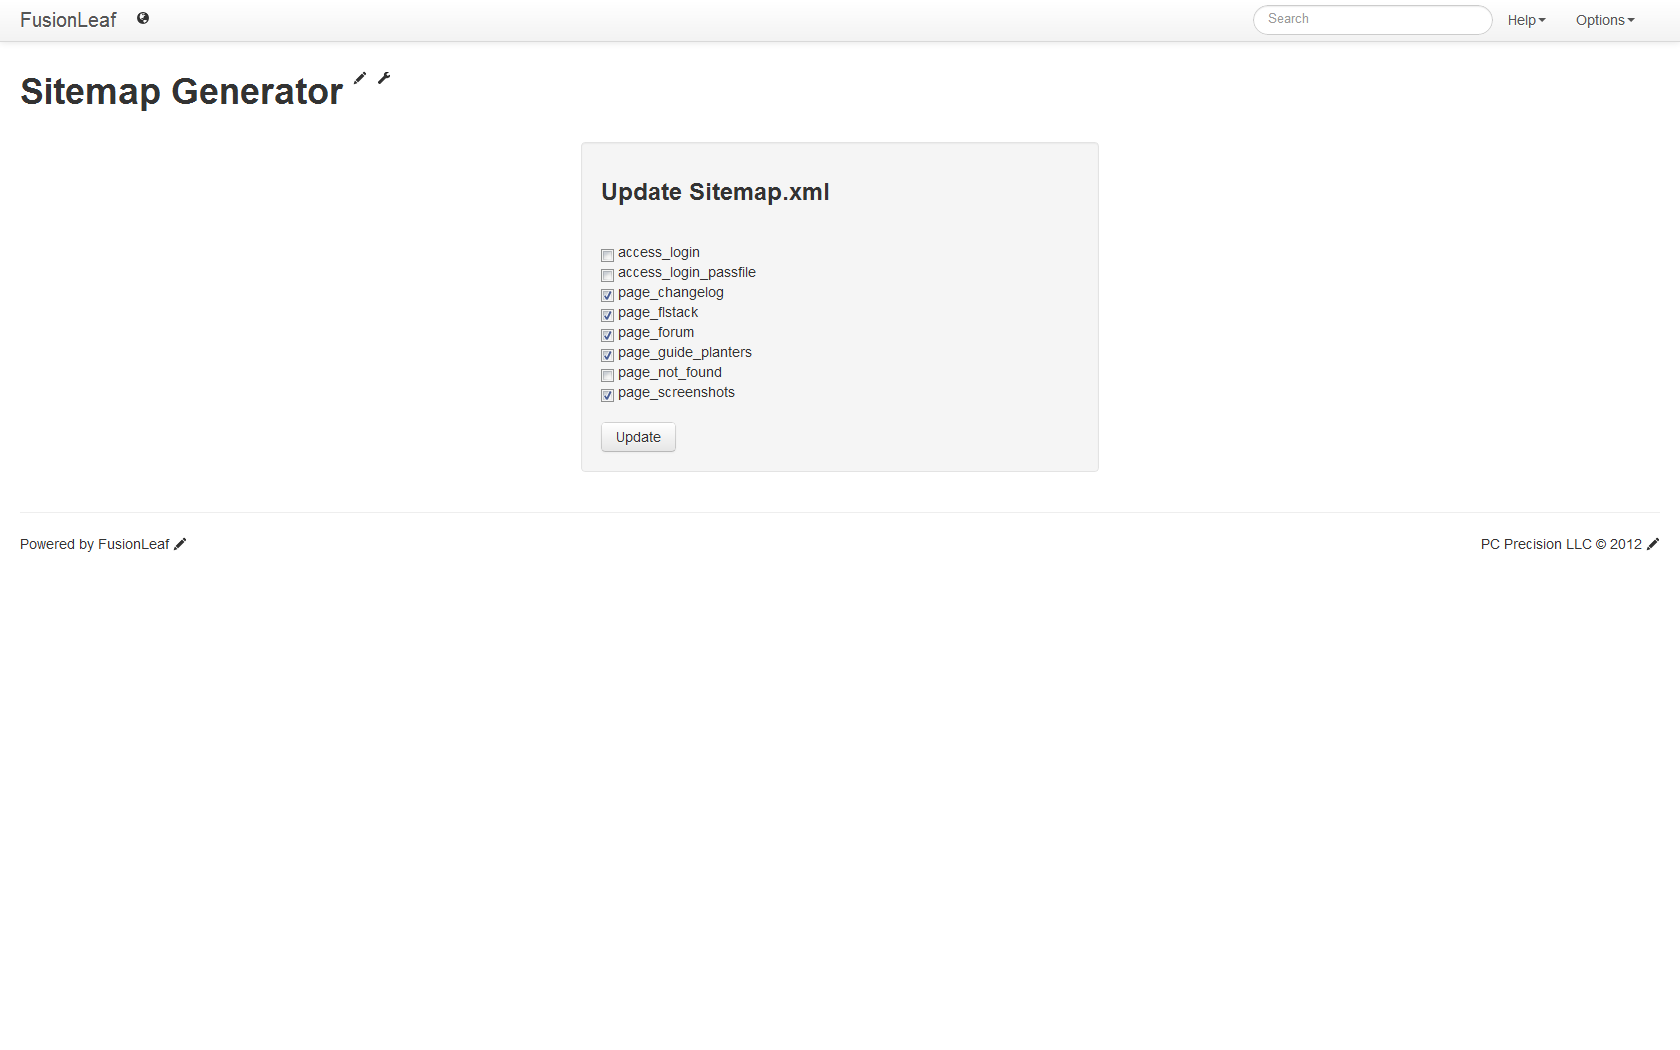 FusionLeaf
Search
Help
Options
Sitemap Generator
Update Sitemap.xml
access_login
access_login_passfile
page_changelog
page_flstack
page_forum
page_guide_planters
page_not_found
page_screenshots
Update
Powered by FusionLeaf
PC Precision LLC © 2012